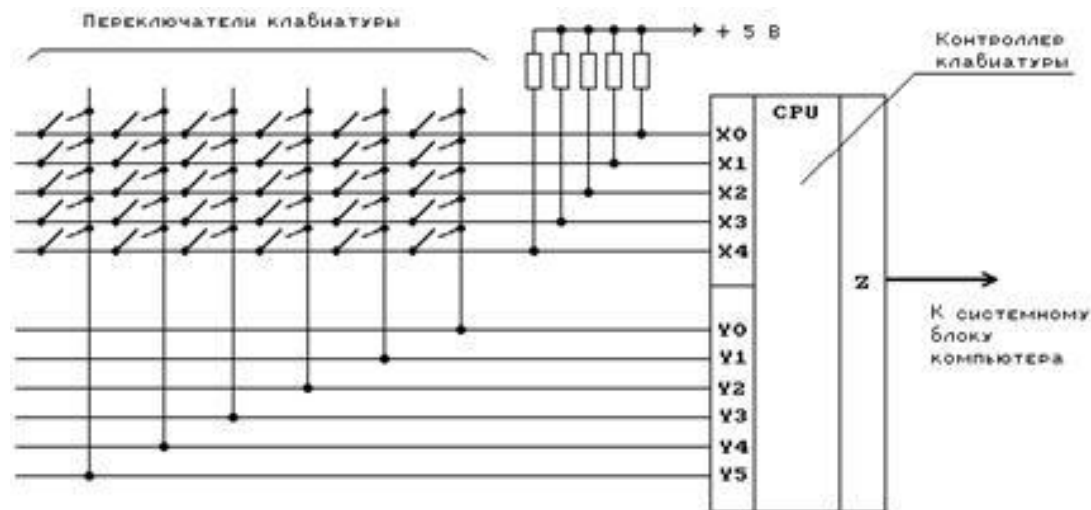 Переключатели клавиатуры
+ 5 В
Контроллер
клавиатуры
CPU
X0
X1
X2
X3
X4
Z
Y0
Y1
Y2
Y3
Y4
Y5
К системному
блоку
компьютера